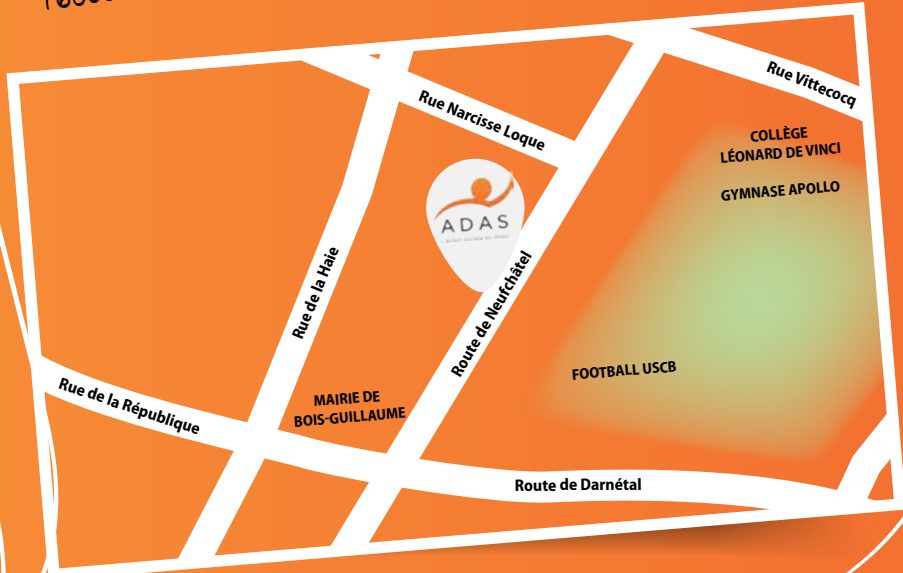 Rue Vittecocq
Rue Narcisse Loque
COLLÈGE
LÉONARD DE VINCI
GYMNASE APOLLO
ADAS
Rue de la Haie
Route de Neufchâtel
FOOTBALL USCB
Rue de la République
MAIRIE DE
BOIS-GUILLAUME
Route de Darnétal